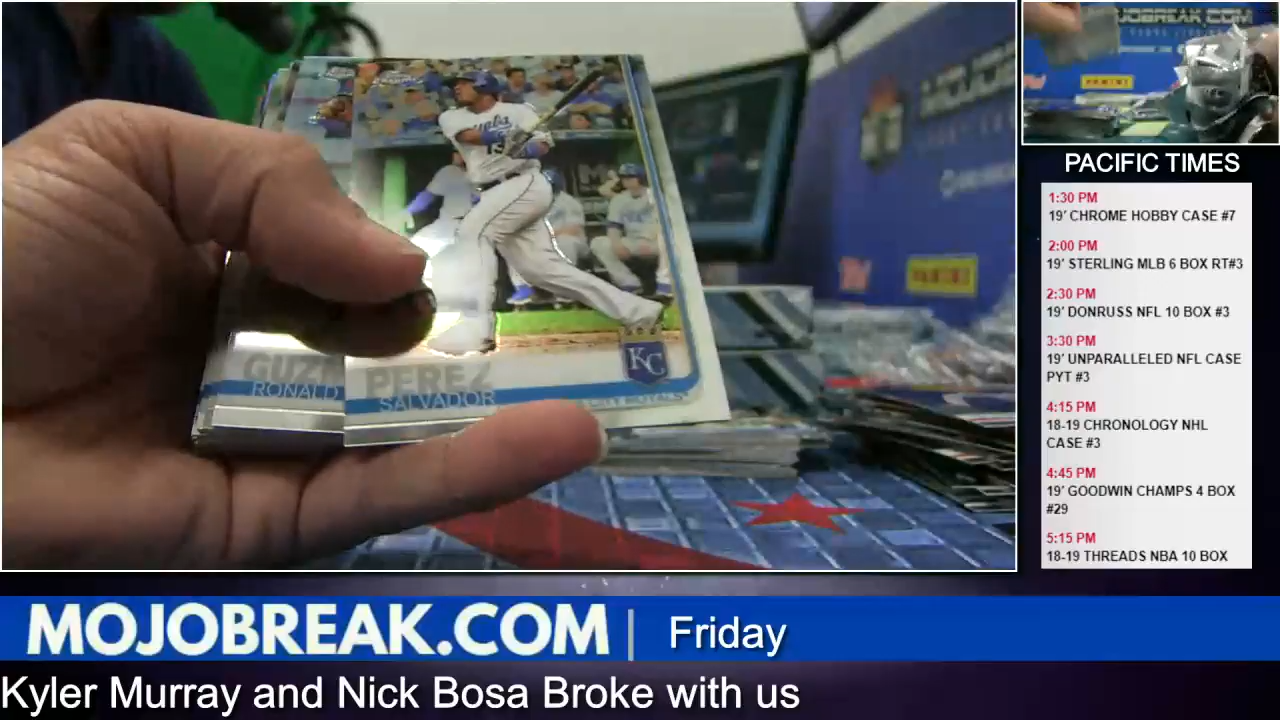 MOJOBREAK.COM
PANINI
PACIFIC TIMES
1:30 PM
19' CHROME HOBBY CASE #7
2:00 PM
19' STERLING MLB 6 BOX RT#3
2:30 PM
19' DONRUSS NFL 10 BOX #3
3:30 PM
19' UNPARALLELED NFL CASE
PYT #3
4:15 PM
18-19 CHRONOLOGY NHL
CASE #3
4:45 PM
19' GOODWIN CHAMPS 4 BOX
#29
5:15 PM
18-19 THREADS NBA 10 BOX
PANINI
KC
PEREZ
SALVADOR
RONALD
MOJOBREAK.COM | Friday
Kyler Murray and Nick Bosa Broke with us